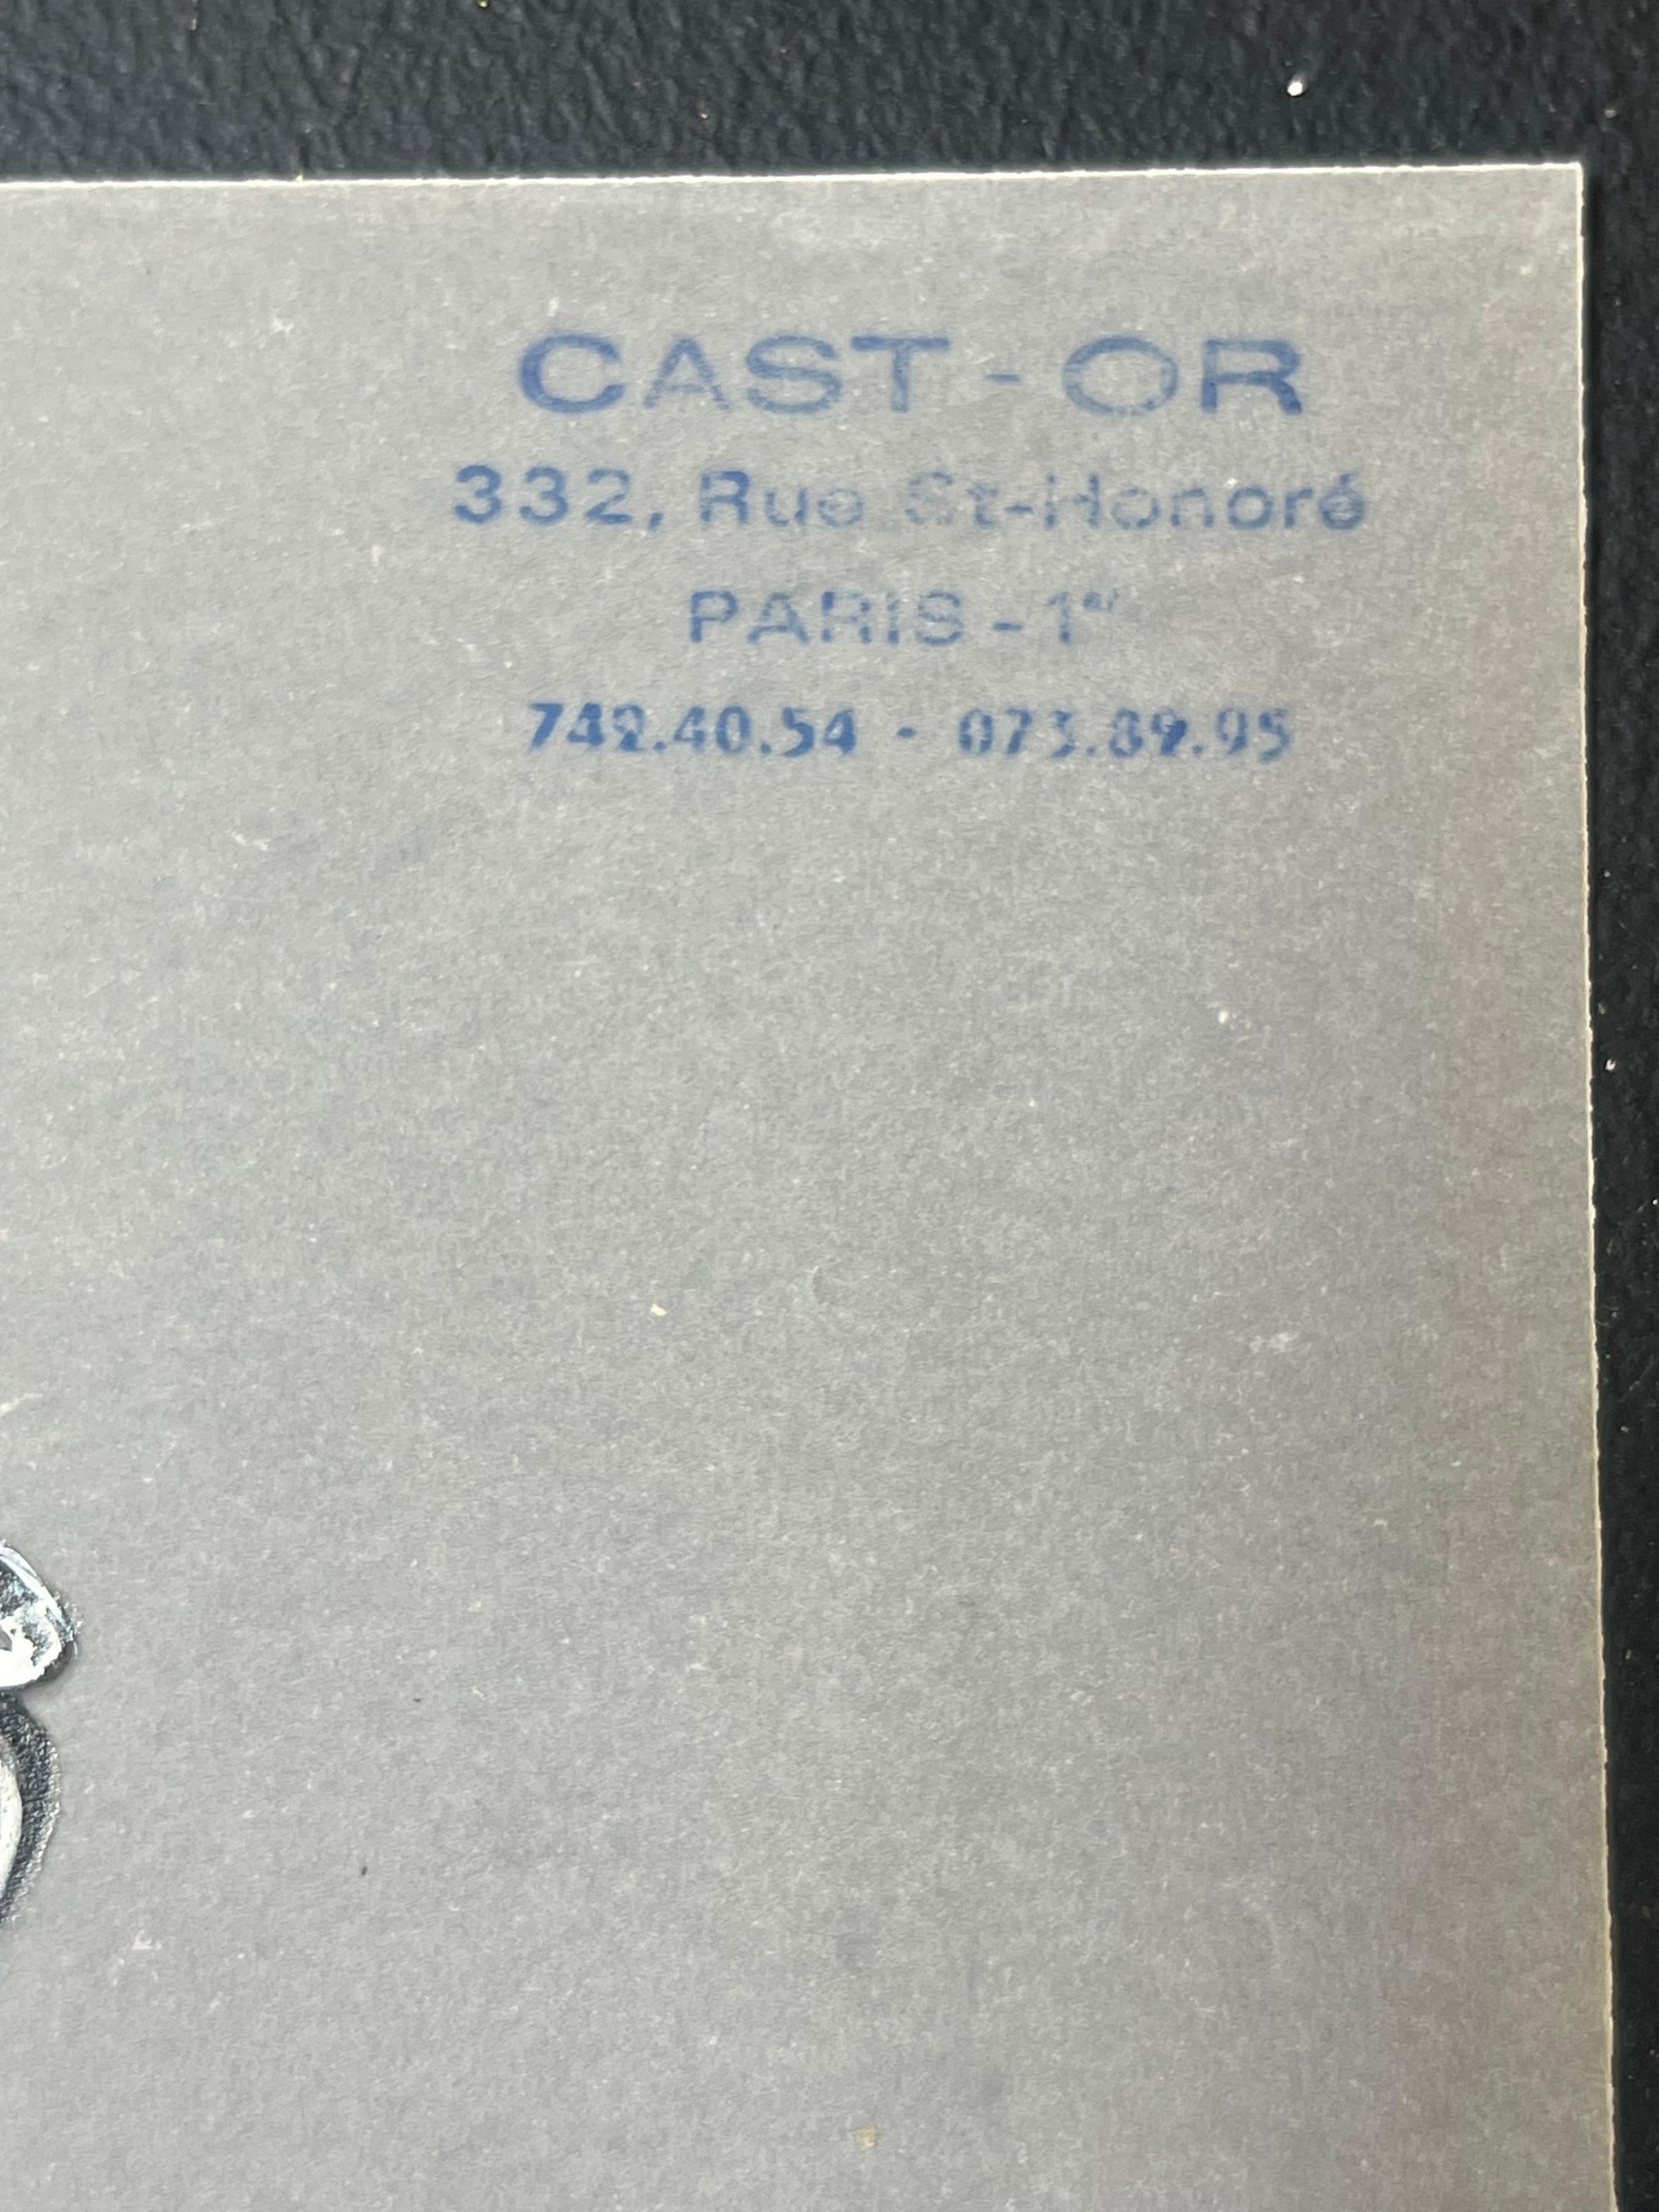 CAST - OR
332, Rue St-Honoré
PARIS - 1er
742.40.54 - 073.89.95